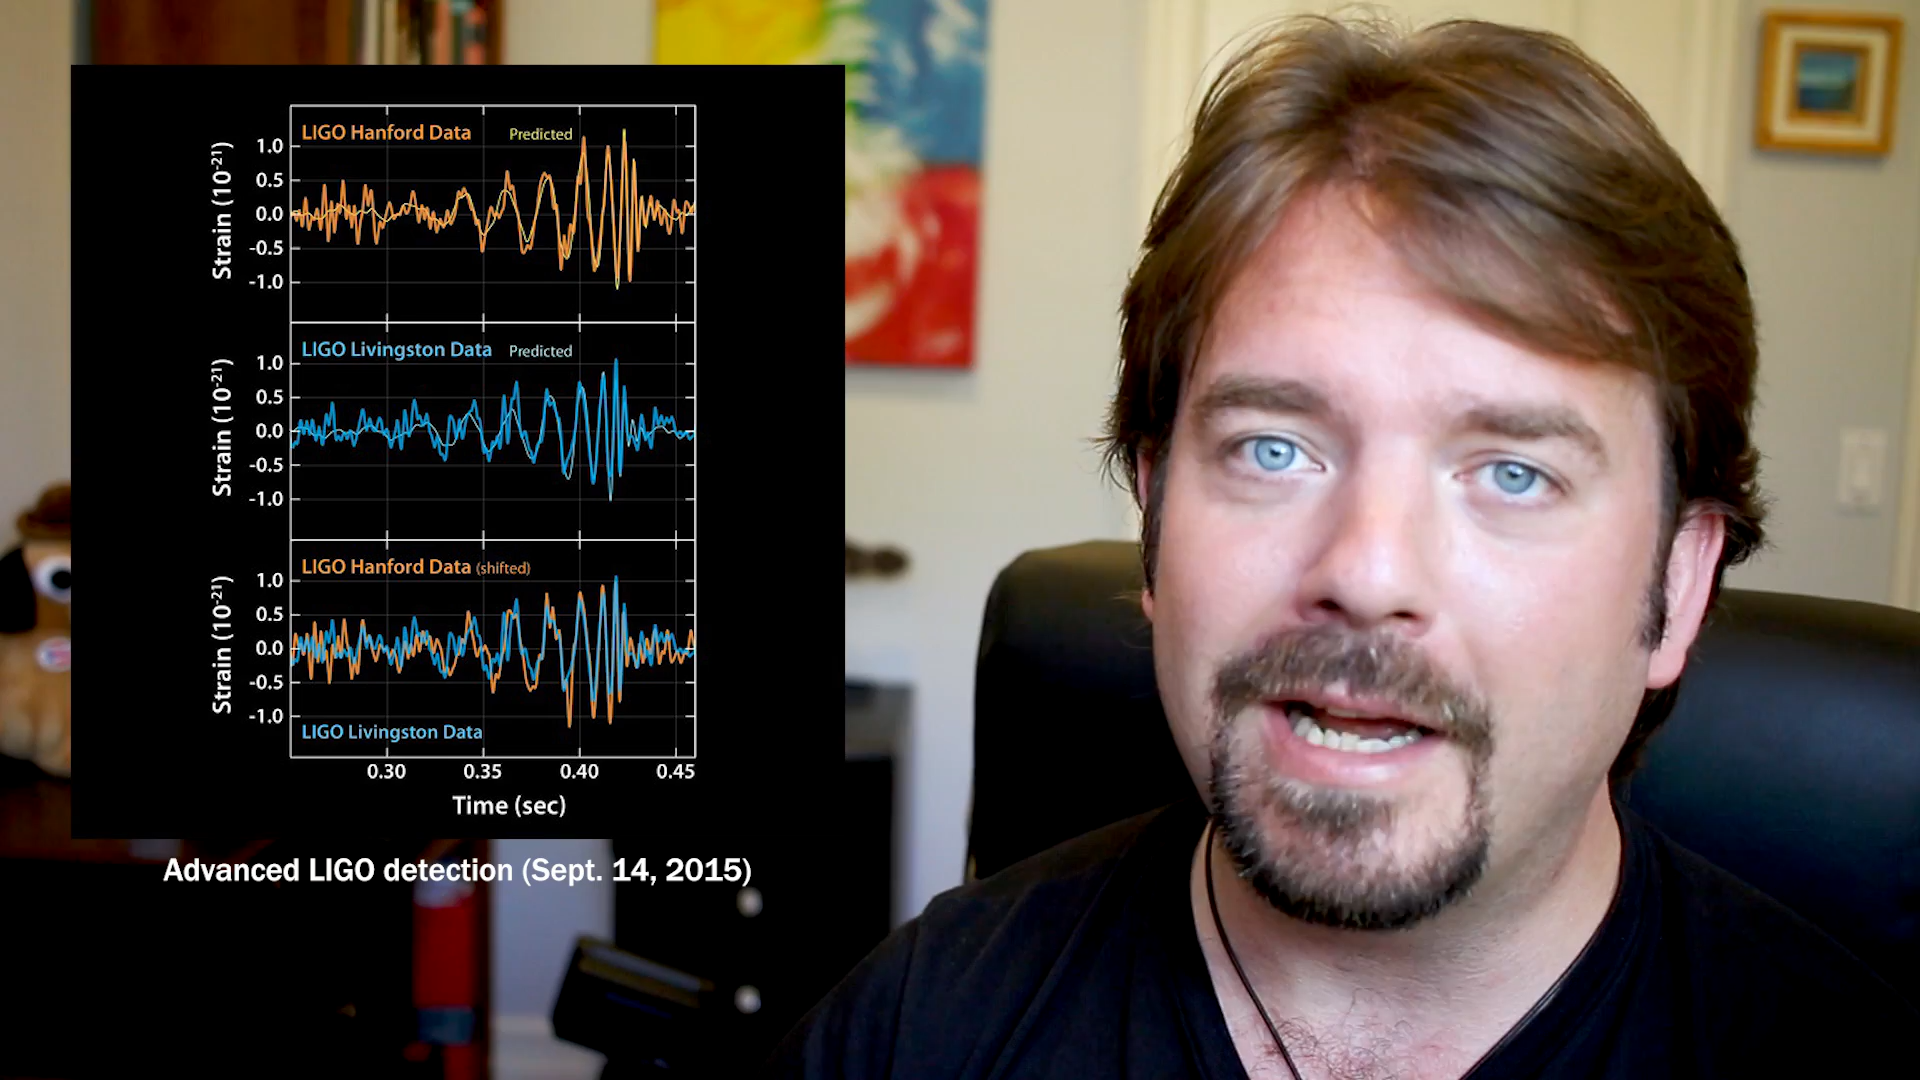 LIGO Hanford Data Predicted
1.0
0.5
0.0
-0.5
-1.0
Strain (10⁻²¹)
LIGO Livingston Data Predicted
1.0
0.5
0.0
-0.5
-1.0
Strain (10⁻²¹)
LIGO Hanford Data (shifted)
1.0
0.5
0.0
-0.5
-1.0
Strain (10⁻²¹)
LIGO Livingston Data
0.30 0.35 0.40 0.45
Time (sec)
Advanced LIGO detection (Sept. 14, 2015)